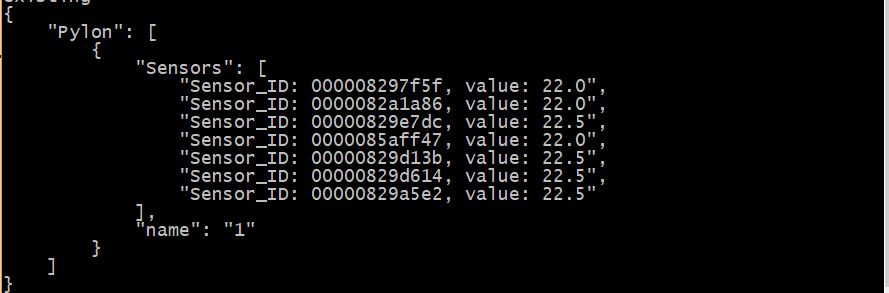 existing
{
    "Pylon": [
        {
            "Sensors": [
                "Sensor_ID: 000008297f5f, value: 22.0",
                "Sensor_ID: 0000082a1a86, value: 22.0",
                "Sensor_ID: 00000829e7dc, value: 22.5",
                "Sensor_ID: 0000085aff47, value: 22.0",
                "Sensor_ID: 00000829d13b, value: 22.5",
                "Sensor_ID: 00000829d614, value: 22.5",
                "Sensor_ID: 00000829a5e2, value: 22.5"
            ],
            "name": "1"
        }
    ]
}